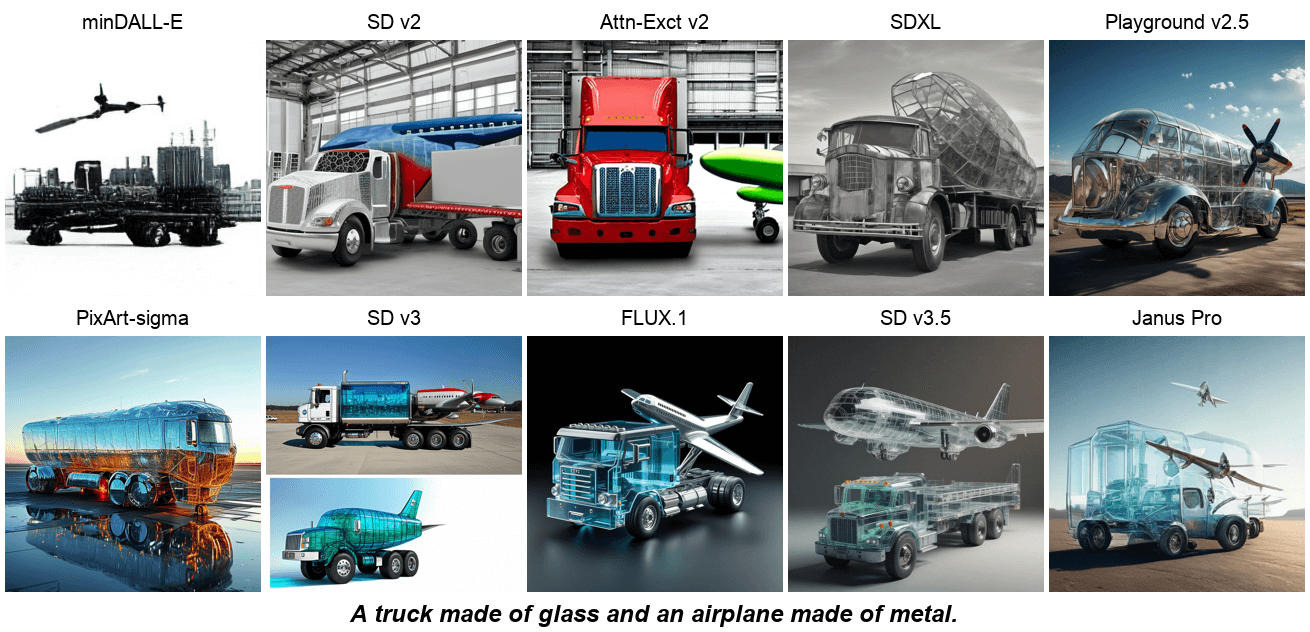 minDALL-E
SD v2
Attn-Exct v2
SDXL
Playground v2.5
PixArt-sigma
SD v3
FLUX.1
SD v3.5
Janus Pro
A truck made of glass and an airplane made of metal.